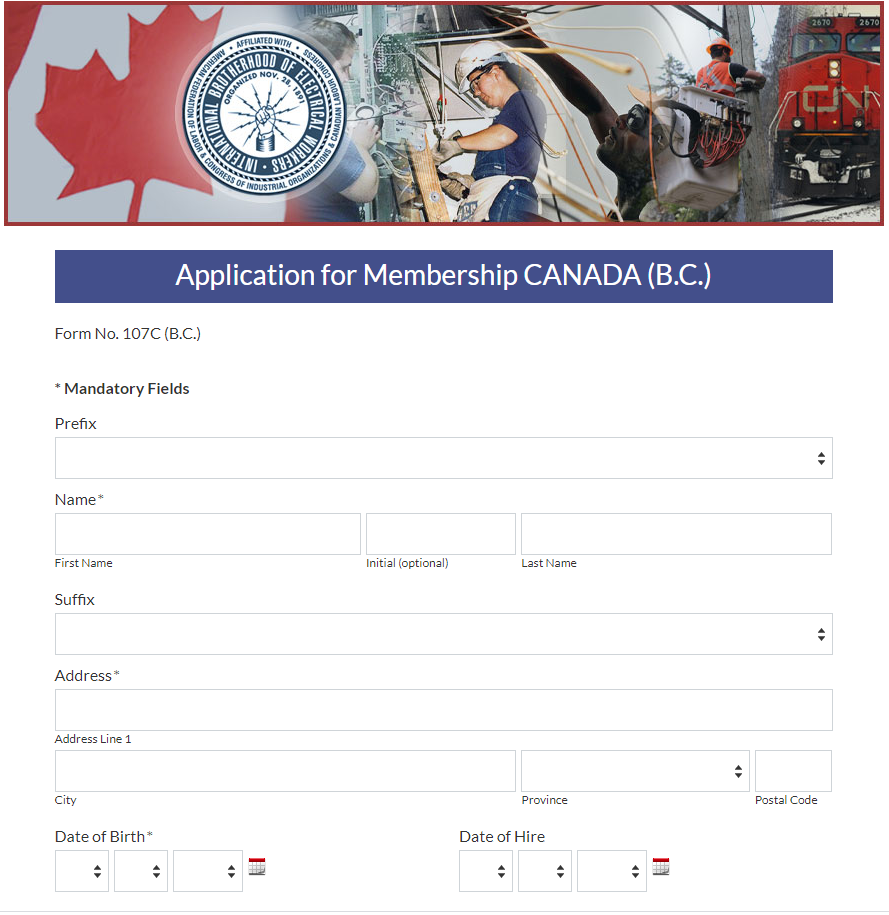 AFFILIATED WITH
AMERICAN FEDERATION OF LABOR & CONGRESS OF INDUSTRIAL ORGANIZATIONS & CANADIAN LABOUR CONGRESS
INTERNATIONAL BROTHERHOOD OF ELECTRICAL WORKERS
ORGANIZED NOV. 28, 1891
2670
2670
CN
Application for Membership CANADA (B.C.)
Form No. 107C (B.C.)
* Mandatory Fields
Prefix
Name*
First Name Initial (optional) Last Name
Suffix
Address*
Address Line 1
City Province Postal Code
Date of Birth* Date of Hire